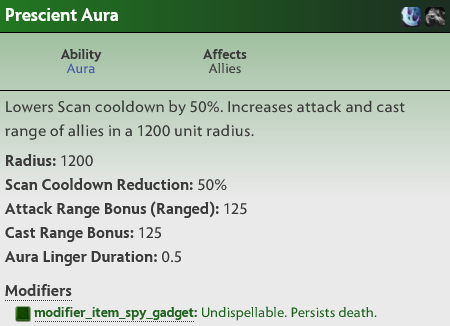 Prescient Aura
Ability Affects
Aura Allies
Lowers Scan cooldown by 50%. Increases attack and cast
range of allies in a 1200 unit radius.
Radius: 1200
Scan Cooldown Reduction: 50%
Attack Range Bonus (Ranged): 125
Cast Range Bonus: 125
Aura Linger Duration: 0.5
Modifiers
modifier_item_spy_gadget: Undispellable. Persists death.